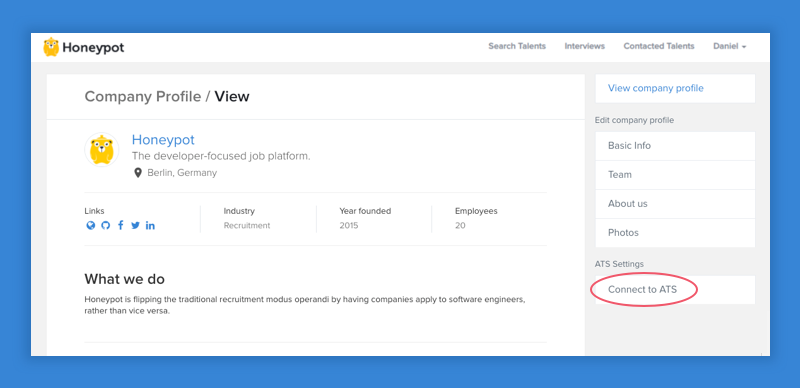 Honeypot
Search Talents Interviews Contacted Talents Daniel
Company Profile / View
Honeypot
The developer-focused job platform.
Berlin, Germany
Links Industry Year founded Employees
Recruitment 2015 20
What we do
Honeypot is flipping the traditional recruitment modus operandi by having companies apply to software engineers,
rather than vice versa.
View company profile
Edit company profile
Basic Info
Team
About us
Photos
ATS Settings
Connect to ATS